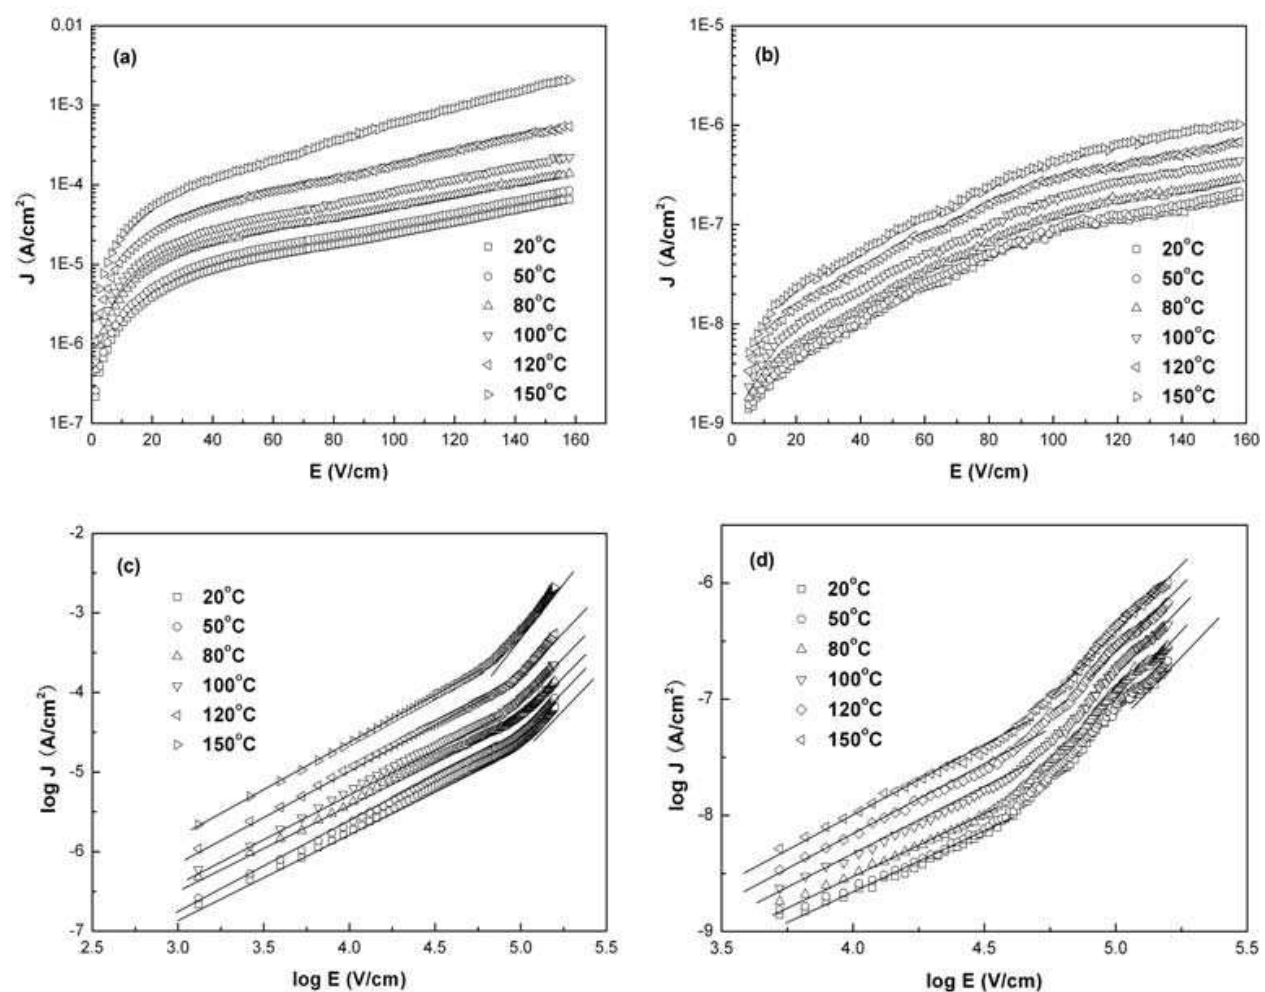 (a)
0.01
1E-3
1E-4
1E-5
1E-6
1E-7
J (A/cm²)
20°C
50°C
80°C
100°C
120°C
150°C
0 20 40 60 80 100 120 140 160
E (V/cm)
(b)
1E-5
1E-6
1E-7
1E-8
1E-9
J (A/cm²)
20°C
50°C
80°C
100°C
120°C
150°C
0 20 40 60 80 100 120 140 160
E (V/cm)
(c)
-2
-3
-4
-5
-6
-7
log J (A/cm²)
20°C
50°C
80°C
100°C
120°C
150°C
2.5 3.0 3.5 4.0 4.5 5.0 5.5
log E (V/cm)
(d)
-6
-7
-8
-9
log J (A/cm²)
20°C
50°C
80°C
100°C
120°C
150°C
3.5 4.0 4.5 5.0 5.5
log E (V/cm)